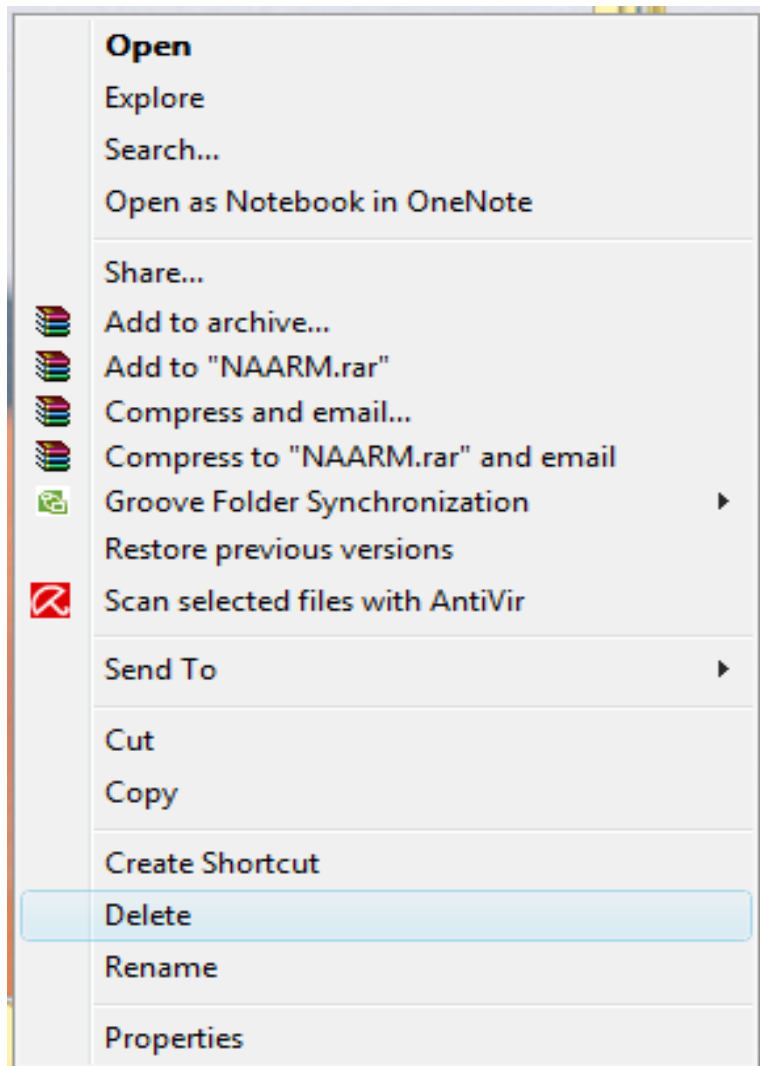 Open
Explore
Search...
Open as Notebook in OneNote
Share...
Add to archive...
Add to "NAARM.rar"
Compress and email...
Compress to "NAARM.rar" and email
Groove Folder Synchronization
Restore previous versions
Scan selected files with AntiVir
Send To
Cut
Copy
Create Shortcut
Delete
Rename
Properties